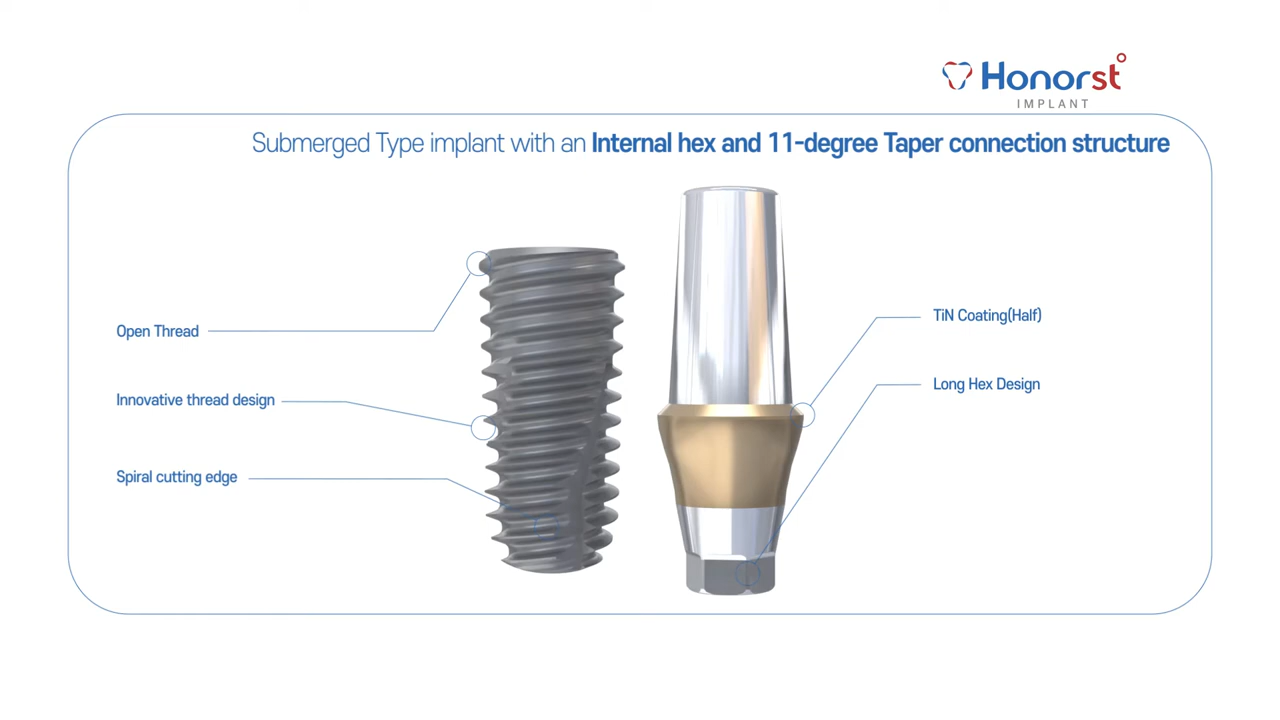 Honorst
IMPLANT
Submerged Type implant with an Internal hex and 11-degree Taper connection structure
Open Thread
Innovative thread design
Spiral cutting edge
TiN Coating(Half)
Long Hex Design